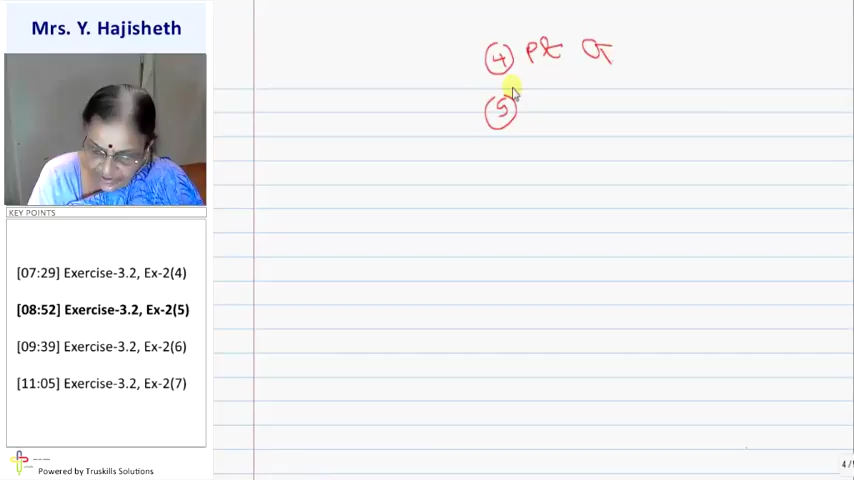 Mrs. Y. Hajisheth
KEY POINTS
[07:29] Exercise-3.2, Ex-2(4)
[08:52] Exercise-3.2, Ex-2(5)
[09:39] Exercise-3.2, Ex-2(6)
[11:05] Exercise-3.2, Ex-2(7)
Powered by Truskills Solutions
4
5
4/